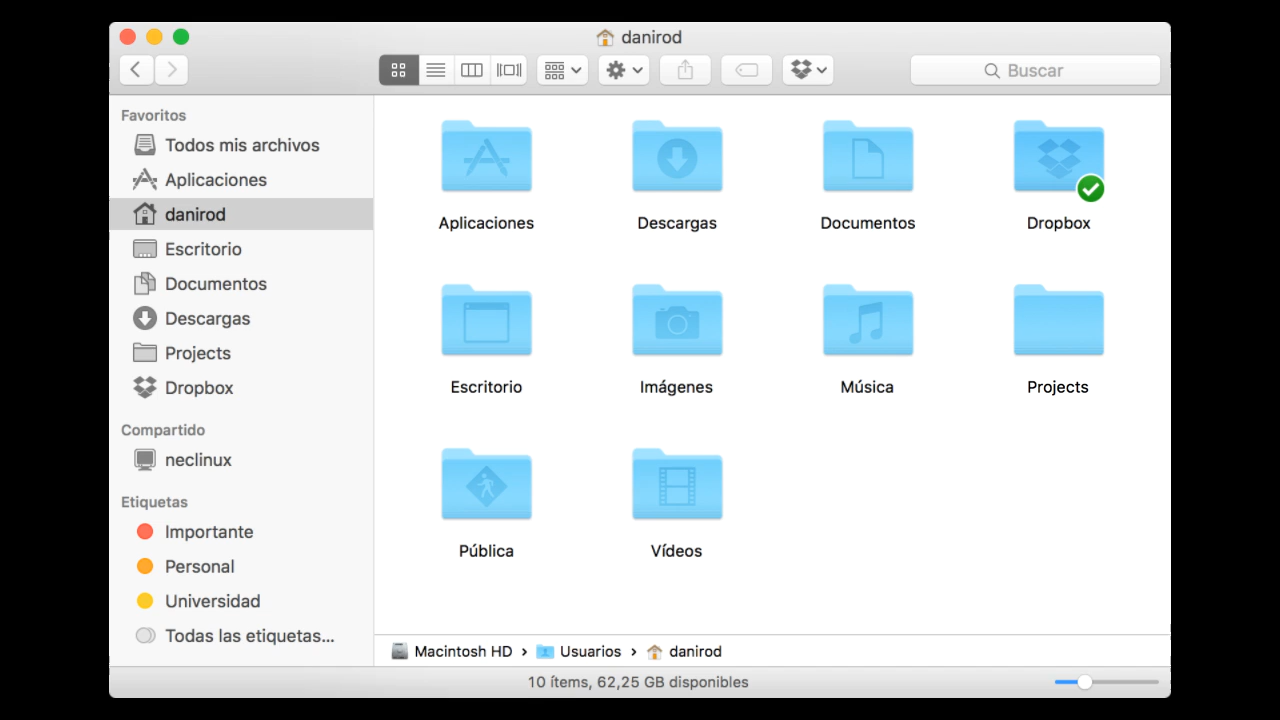 danirod
Buscar
Favoritos
Todos mis archivos
Aplicaciones
danirod
Escritorio
Documentos
Descargas
Projects
Dropbox
Compartido
neclinux
Etiquetas
Importante
Personal
Universidad
Todas las etiquetas...
Aplicaciones Descargas Documentos Dropbox
Escritorio Imágenes Música Projects
Pública Vídeos
Macintosh HD › Usuarios › danirod
10 ítems, 62,25 GB disponibles